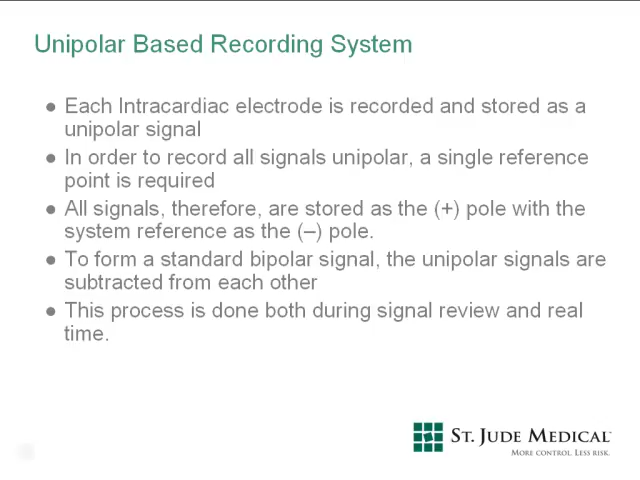 Unipolar Based Recording System
● Each Intracardiac electrode is recorded and stored as a
unipolar signal
● In order to record all signals unipolar, a single reference
point is required
● All signals, therefore, are stored as the (+) pole with the
system reference as the (–) pole.
● To form a standard bipolar signal, the unipolar signals are
subtracted from each other
● This process is done both during signal review and real
time.
ST. JUDE MEDICAL™
MORE CONTROL. LESS RISK.